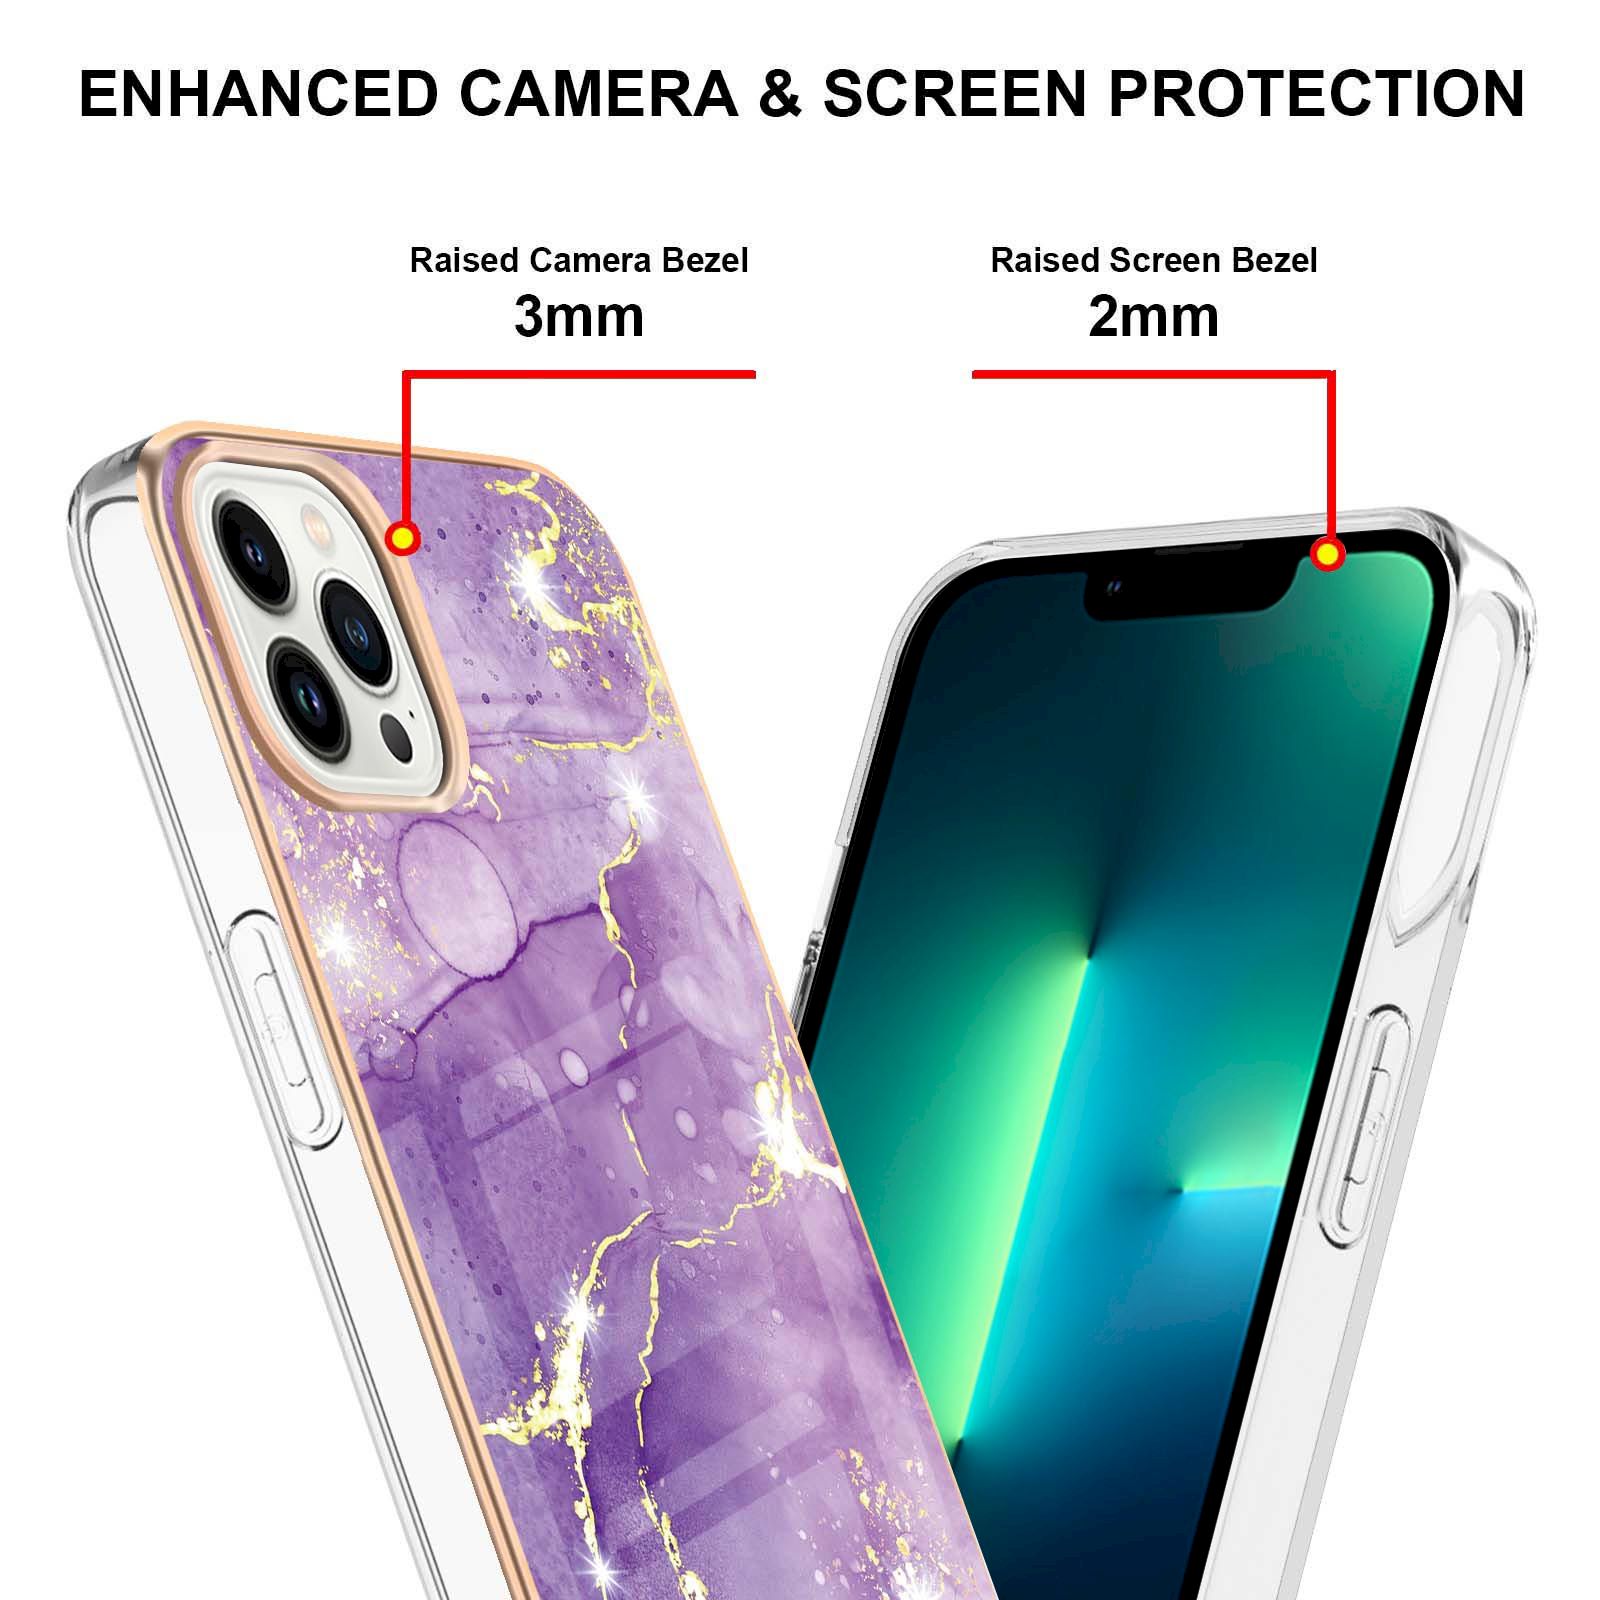 ENHANCED CAMERA & SCREEN PROTECTION
Raised Camera Bezel
3mm
Raised Screen Bezel
2mm